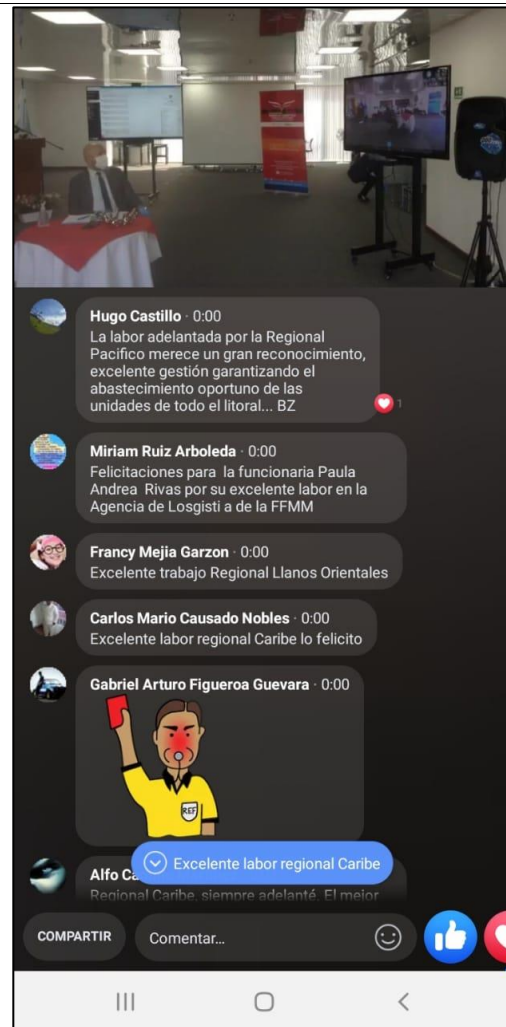 Hugo Castillo · 0:00
La labor adelantada por la Regional
Pacifico merece un gran reconocimiento,
excelente gestión garantizando el
abastecimiento oportuno de las
unidades de todo el litoral... BZ
1
Miriam Ruiz Arboleda · 0:00
Felicitaciones para la funcionaria Paula
Andrea Rivas por su excelente labor en la
Agencia de Losgisti a de la FFMM
Francy Mejia Garzon · 0:00
Excelente trabajo Regional Llanos Orientales
Carlos Mario Causado Nobles · 0:00
Excelente labor regional Caribe lo felicito
Gabriel Arturo Figueroa Guevara · 0:00
REF
Alfo Ca
Excelente labor regional Caribe
Regional Caribe, siempre adelanté. El mejor
COMPARTIR
Comentar...